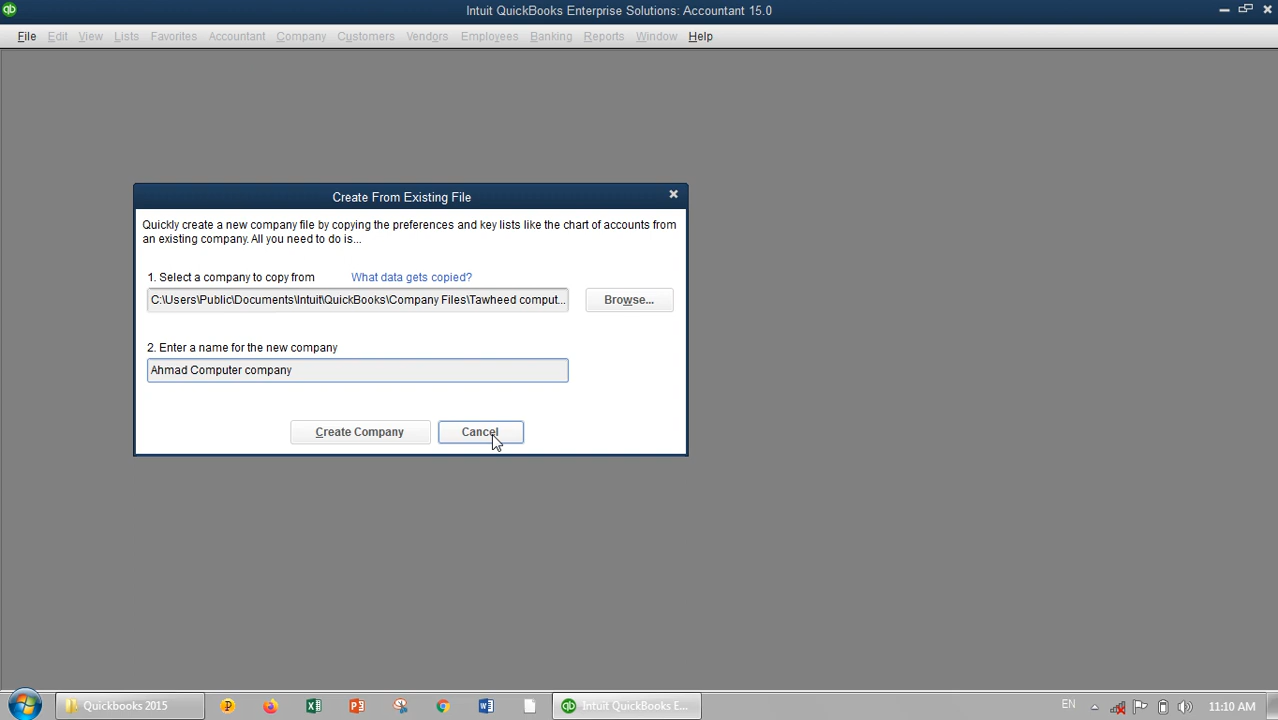 qb Intuit QuickBooks Enterprise Solutions: Accountant 15.0
File Edit View Lists Favorites Accountant Company Customers Vendors Employees Banking Reports Window Help
Create From Existing File
Quickly create a new company file by copying the preferences and key lists like the chart of accounts from
an existing company. All you need to do is...
1. Select a company to copy from What data gets copied?
C:\Users\Public\Documents\Intuit\QuickBooks\Company Files\Tawheed comput... Browse...
2. Enter a name for the new company
Ahmad Computer company
Create Company Cancel
Quickbooks 2015 qb Intuit QuickBooks E... EN 11:10 AM